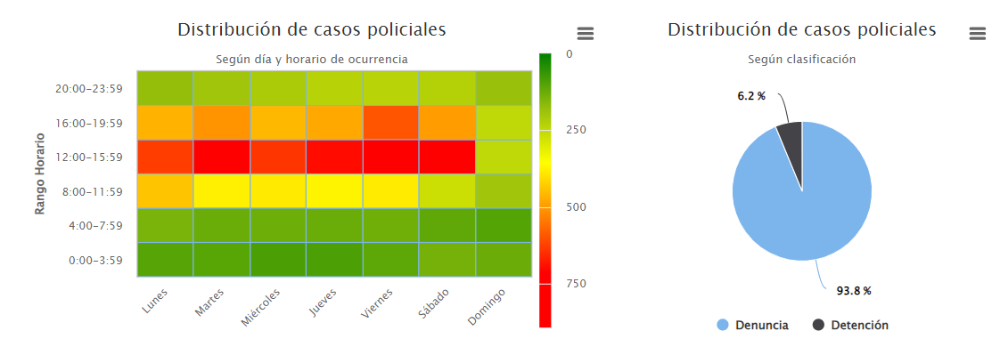 Distribución de casos policiales
Según día y horario de ocurrencia
Rango Horario
20:00-23:59
16:00-19:59
12:00-15:59
8:00-11:59
4:00-7:59
0:00-3:59
Lunes
Martes
Miércoles
Jueves
Viernes
Sábado
Domingo
0
250
500
750
Distribución de casos policiales
Según clasificación
6.2 %
93.8 %
Denuncia
Detención